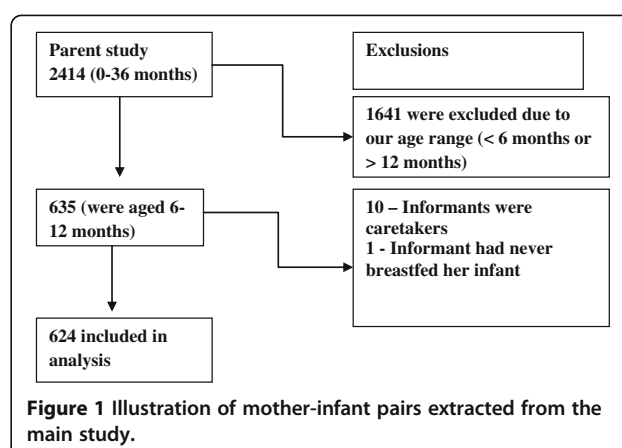 Parent study
2414 (0-36 months)
Exclusions
1641 were excluded due to
our age range (< 6 months or
> 12 months)
635 (were aged 6-
12 months)
10 – Informants were
caretakers
1 - Informant had never
breastfed her infant
624 included in
analysis
Figure 1 Illustration of mother-infant pairs extracted from the
main study.